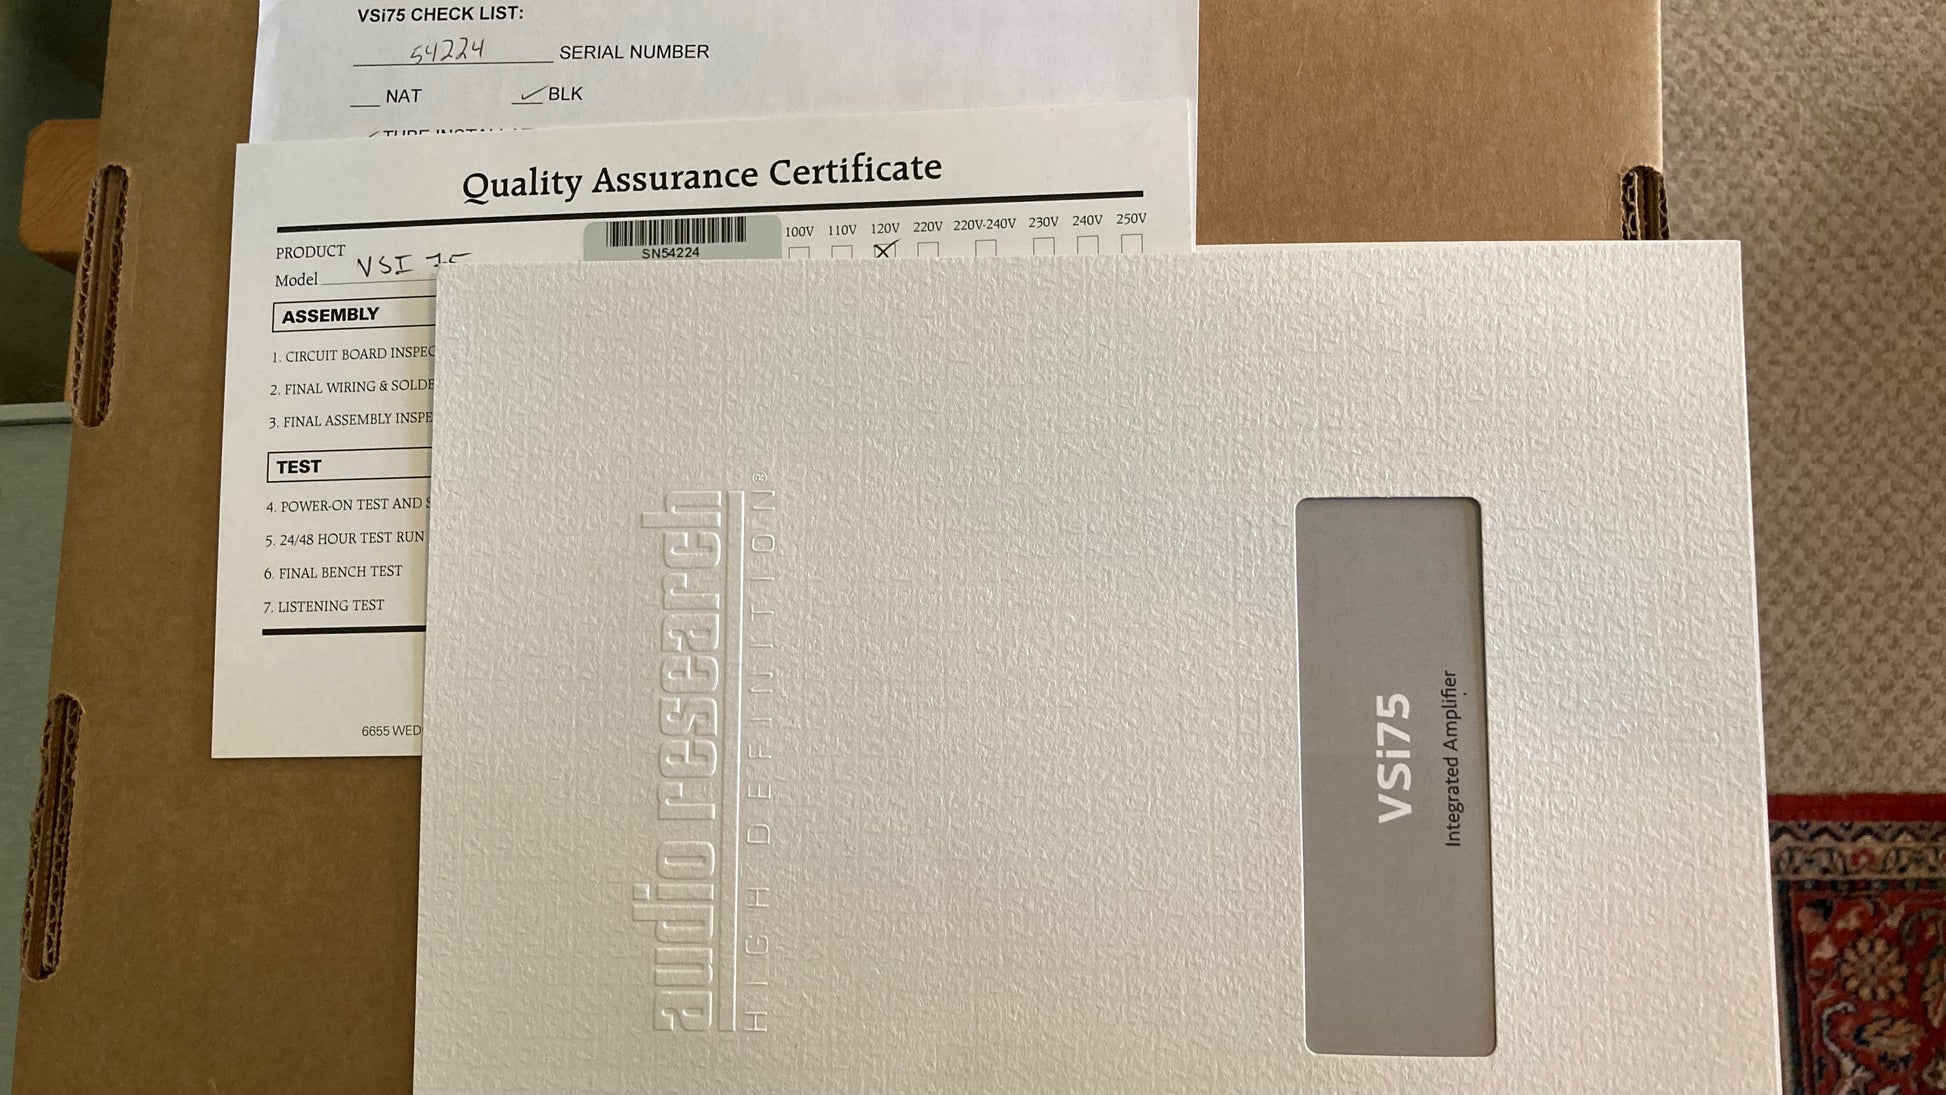 VSi75 CHECK LIST:
54224 SERIAL NUMBER
NAT BLK
Quality Assurance Certificate
PRODUCT
Model VSI 75
SN54224
100V 110V 120V 220V 220V-240V 230V 240V 250V
ASSEMBLY
1. CIRCUIT BOARD INSPEC
2. FINAL WIRING & SOLDE
3. FINAL ASSEMBLY INSPE
TEST
4. POWER-ON TEST AND S
5. 24/48 HOUR TEST RUN
6. FINAL BENCH TEST
7. LISTENING TEST
6655 WED
audio research
HIGH DEFINITION®
VSi75
Integrated Amplifier